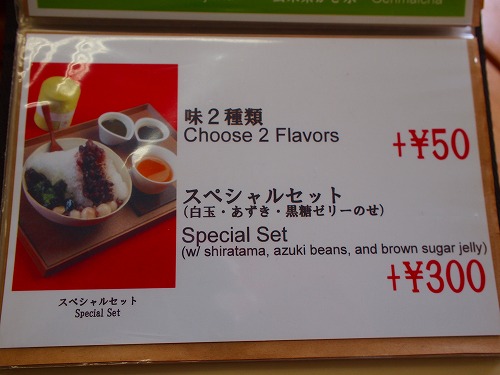 Genmaicha
味2種類
Choose 2 Flavors
+¥50
スペシャルセット
(白玉・あずき・黒糖ゼリーのせ)
Special Set
(w/ shiratama, azuki beans, and brown sugar jelly)
+¥300
スペシャルセット
Special Set